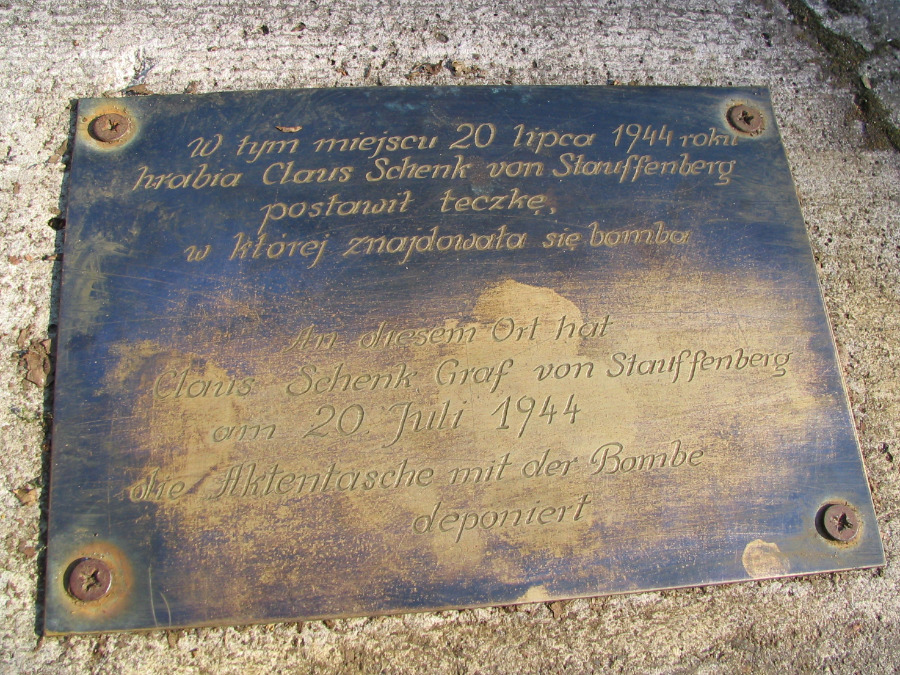 W tym miejscu 20 lipca 1944 roku
hrabia Claus Schenk von Stauffenberg
postawił teczkę,
w której znajdowała się bomba
An diesem Ort hat
Claus Schenk Graf von Stauffenberg
am 20. Juli 1944
die Aktentasche mit der Bombe
deponiert